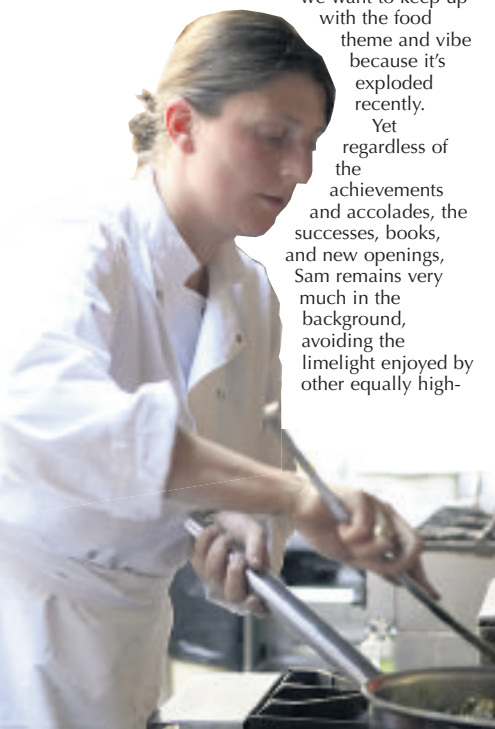 we want to keep up
with the food
theme and vibe
because it's
exploded
recently.
Yet
regardless of
the
achievements
and accolades, the
successes, books,
and new openings,
Sam remains very
much in the
background,
avoiding the
limelight enjoyed by
other equally high-